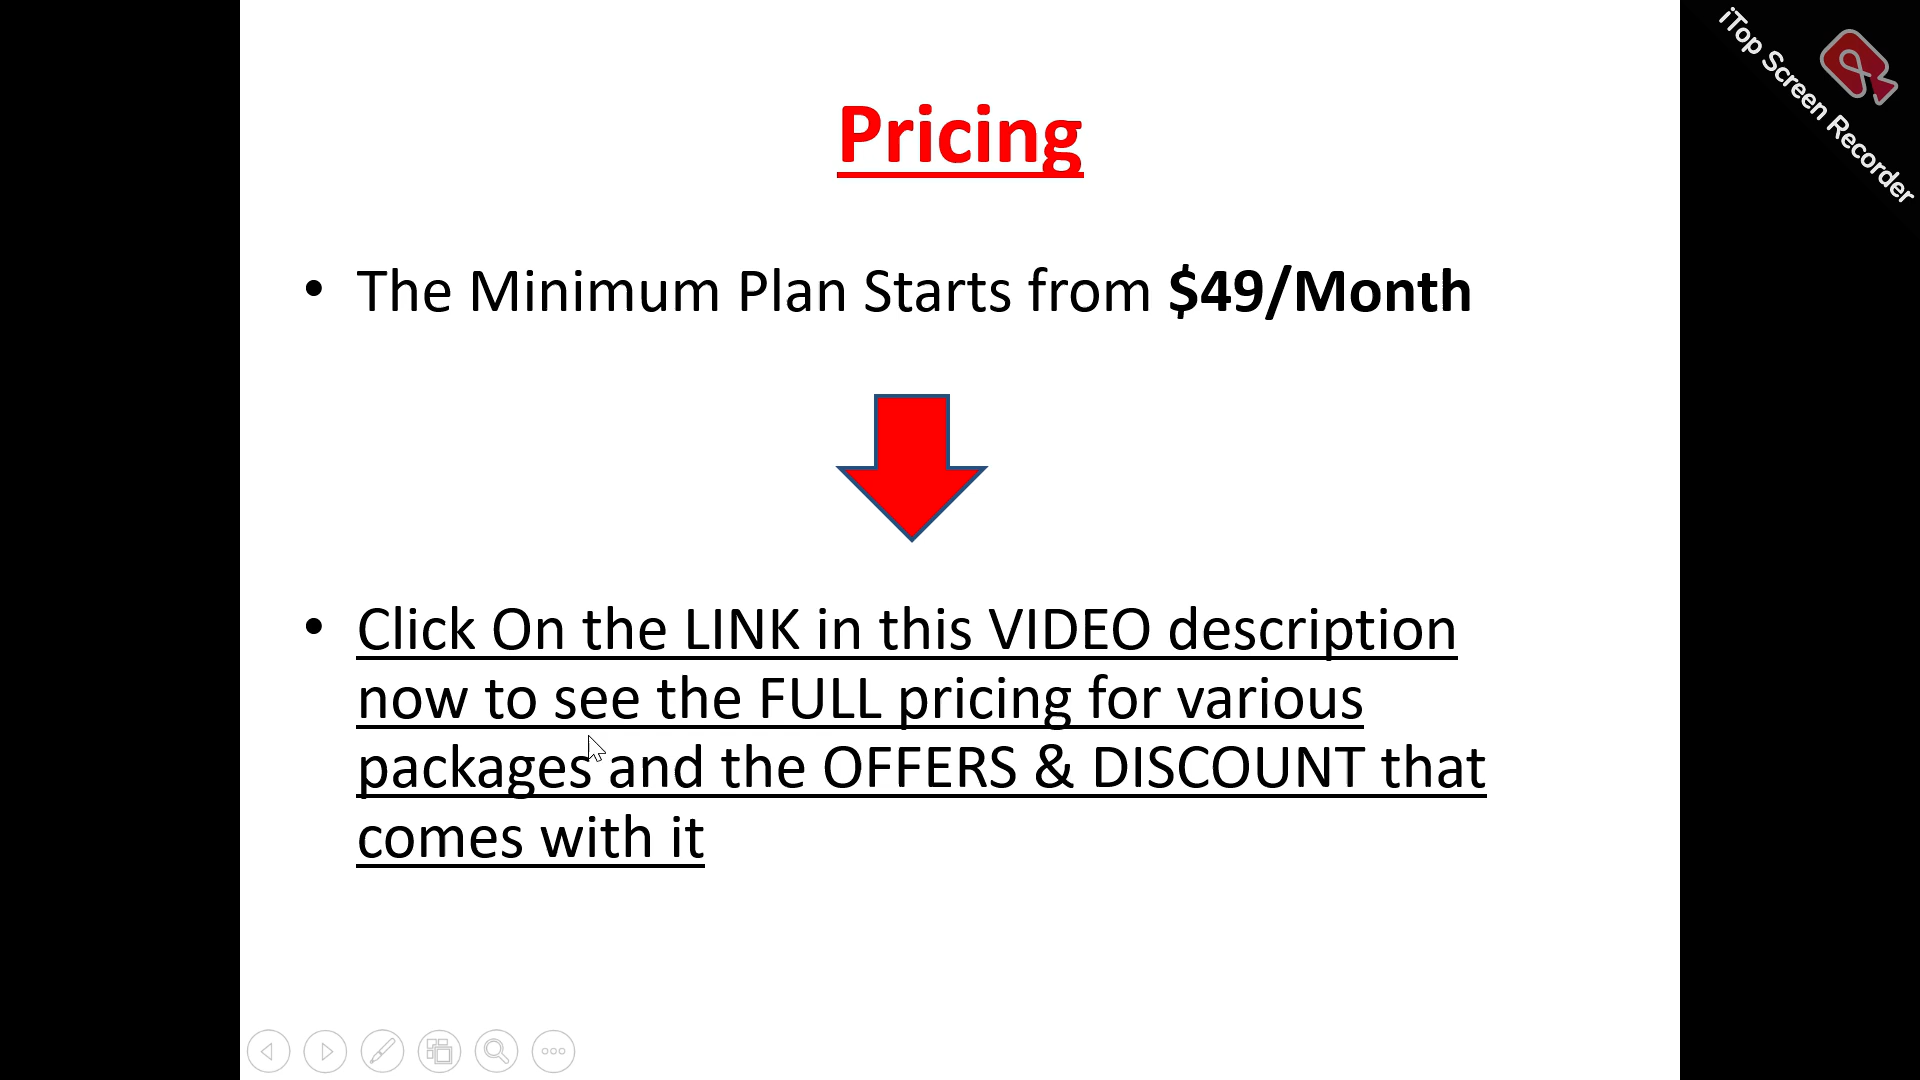 iTop Screen Recorder
Pricing
• The Minimum Plan Starts from $49/Month
• Click On the LINK in this VIDEO description
now to see the FULL pricing for various
packages and the OFFERS & DISCOUNT that
comes with it